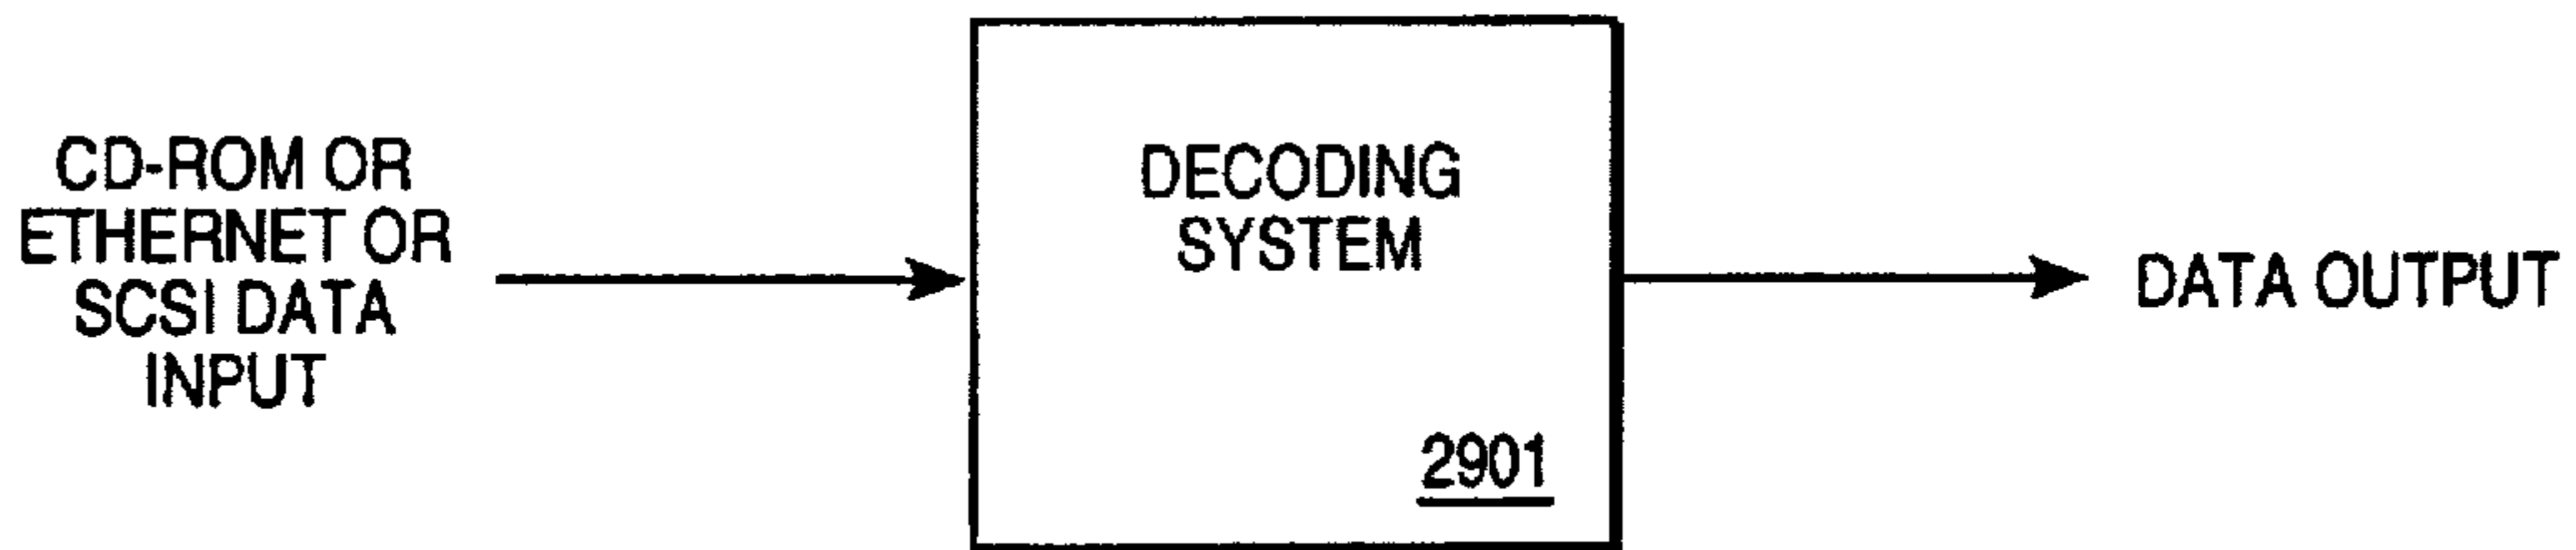 CD-ROM OR
ETHERNET OR
SCSI DATA
INPUT
DECODING
SYSTEM
2901
DATA OUTPUT